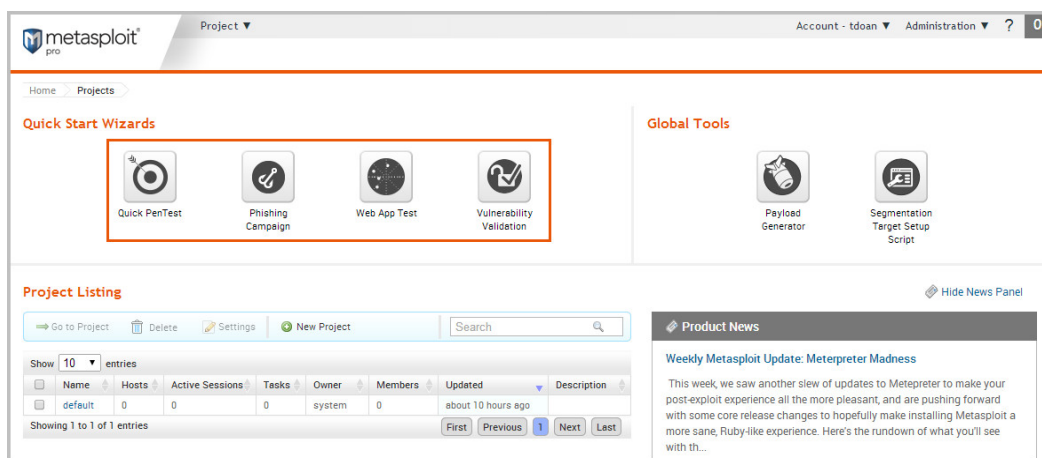 metasploit®
pro
Project ▼
Account - tdoan ▼ Administration ▼ ? 0
Home Projects
Quick Start Wizards
Global Tools
Quick PenTest
Phishing
Campaign
Web App Test
Vulnerability
Validation
Payload
Generator
Segmentation
Target Setup
Script
Project Listing
Hide News Panel
Go to Project Delete Settings New Project Search
Show 10 ▼ entries
Name Hosts Active Sessions Tasks Owner Members Updated Description
default 0 0 0 system 0 about 10 hours ago
Showing 1 to 1 of 1 entries
First Previous 1 Next Last
Product News
Weekly Metasploit Update: Meterpreter Madness
This week, we saw another slew of updates to Metepreter to make your
post-exploit experience all the more pleasant, and are pushing forward
with some core release changes to hopefully make installing Metasploit a
more sane, Ruby-like experience. Here's the rundown of what you'll see
with th...